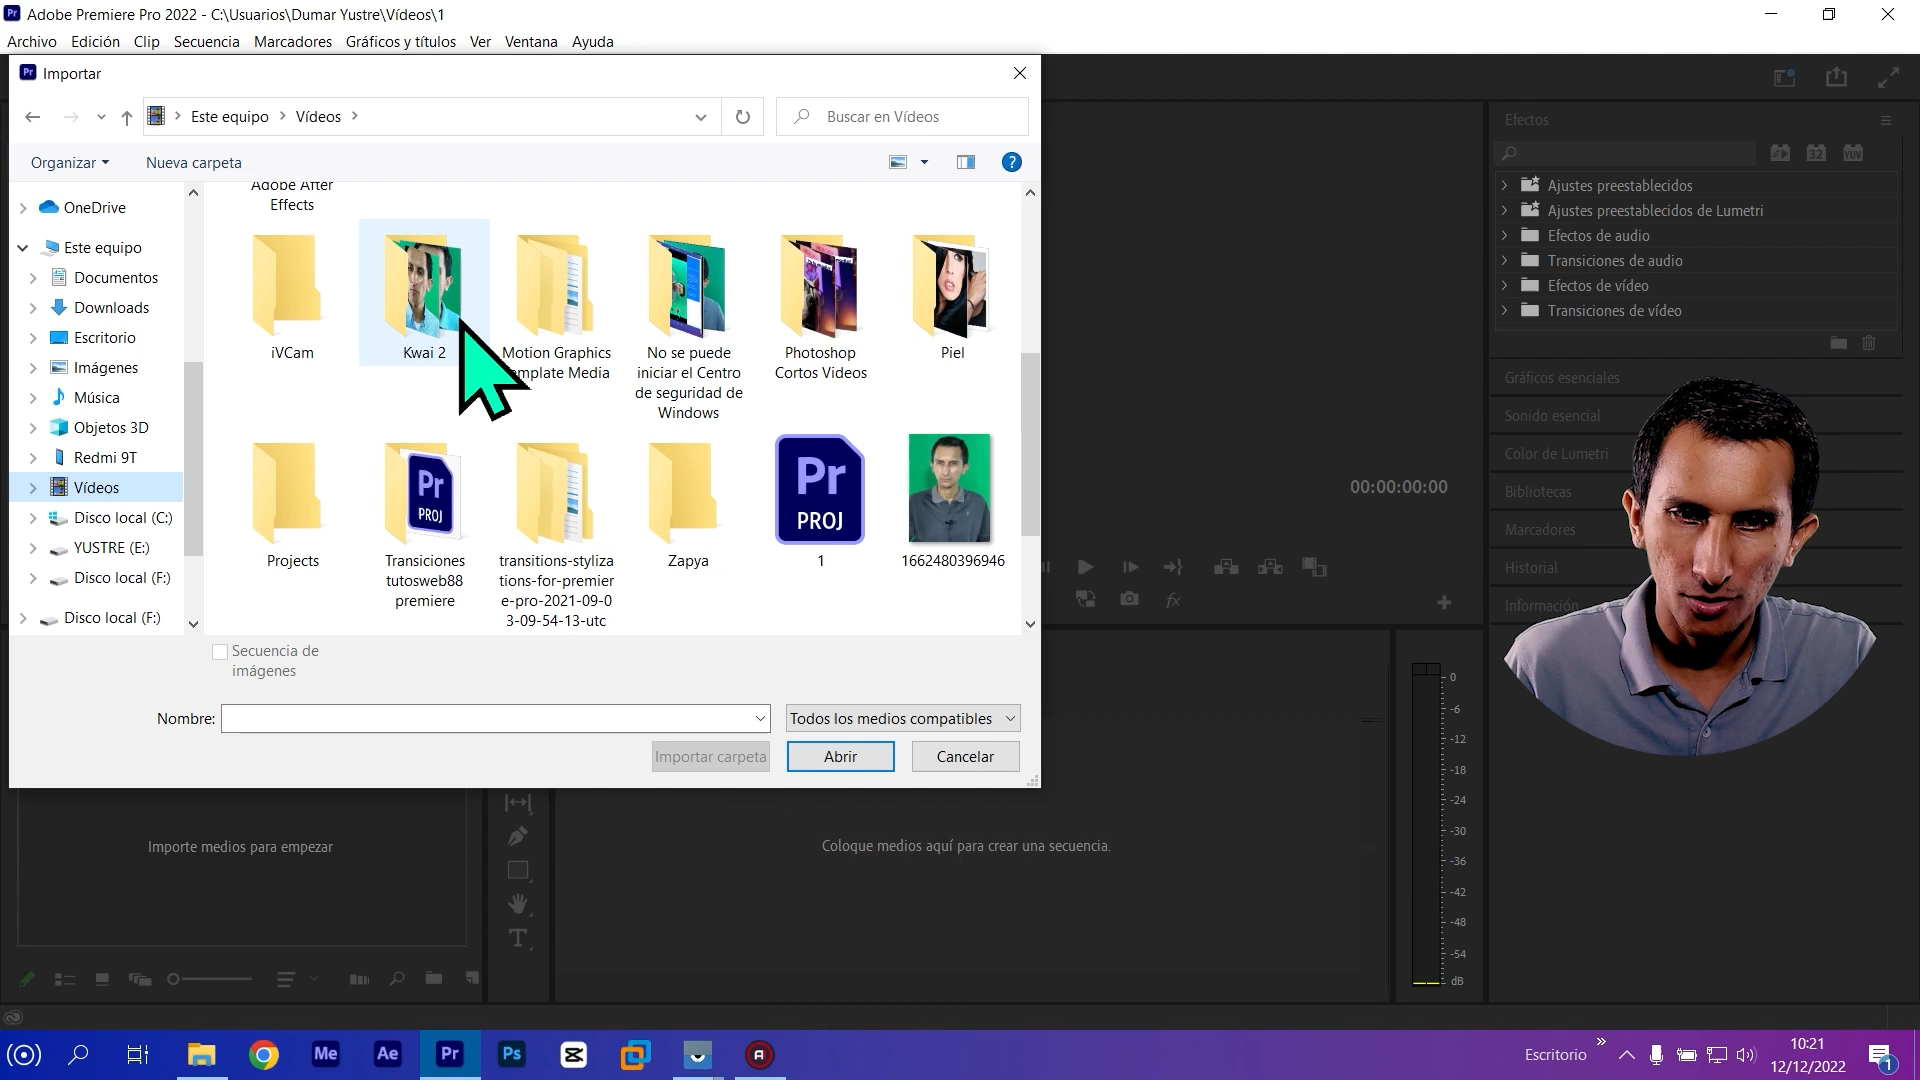 Adobe Premiere Pro 2022 - C:\Usuarios\Dumar Yustre\Vídeos\1
Archivo Edición Clip Secuencia Marcadores Gráficos y títulos Ver Ventana Ayuda
Importar
Este equipo > Vídeos >
Buscar en Vídeos
Organizar
Nueva carpeta
OneDrive
Este equipo
Documentos
Downloads
Escritorio
Imágenes
Música
Objetos 3D
Redmi 9T
Vídeos
Disco local (C:)
YUSTRE (E:)
Disco local (F:)
Disco local (F:)
Adobe After
Effects
iVCam
Kwai 2
Motion Graphics
mplate Media
No se puede
iniciar el Centro
de seguridad de
Windows
Photoshop
Cortos Videos
Piel
Projects
Pr
PROJ
Transiciones
tutosweb88
premiere
transitions-styliza
tions-for-premier
e-pro-2021-09-0
3-09-54-13-utc
Zapya
Pr
PROJ
1
1662480396946
Secuencia de
imágenes
Nombre:
Todos los medios compatibles
Importar carpeta
Abrir
Cancelar
Efectos
32
YUV
Ajustes preestablecidos
Ajustes preestablecidos de Lumetri
Efectos de audio
Transiciones de audio
Efectos de vídeo
Transiciones de vídeo
Gráficos esenciales
Sonido esencial
Color de Lumetri
Bibliotecas
Marcadores
Historial
Información
00:00:00:00
fx
Importe medios para empezar
Coloque medios aquí para crear una secuencia.
0
-6
-12
-18
-24
-30
-36
-42
-48
-54
dB
Me
Ae
Pr
Ps
Escritorio
10:21
12/12/2022
1